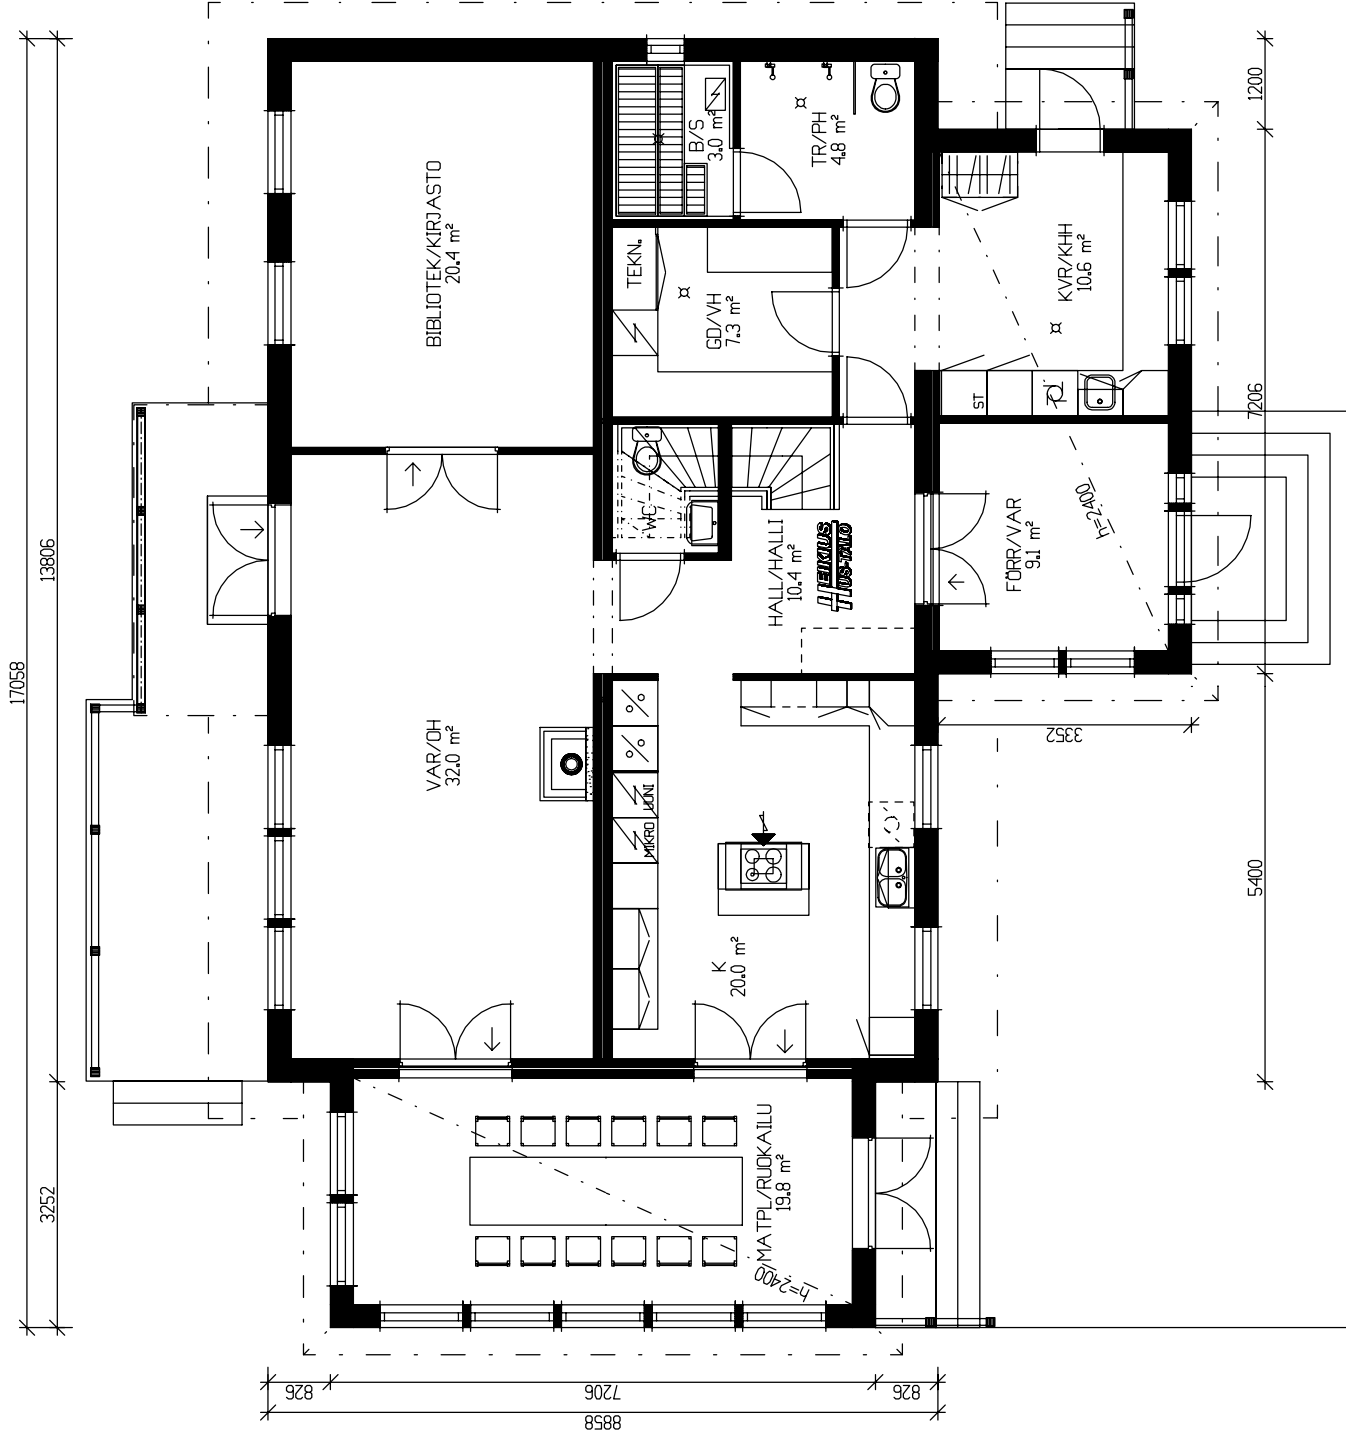 BIBLIOTEK/KIRJASTO
20.4 m²
B/S
3.0 m²
TR/PH
4.8 m²
TEKN.
GD/VH
7.3 m²
KVR/KHH
10.6 m²
ST
WC
HALL/HALLI
10.4 m²
HEIKIUS
HUS-TALO
FÖRR/VAR
9.1 m²
h=2400
VAR/OH
32.0 m²
UUNI
MIKRO
K
20.0 m²
MATPL/RUOKAILU
19.8 m²
h=2400
17058
13806
3252
1200
7206
5400
3352
826
7206
826
8858